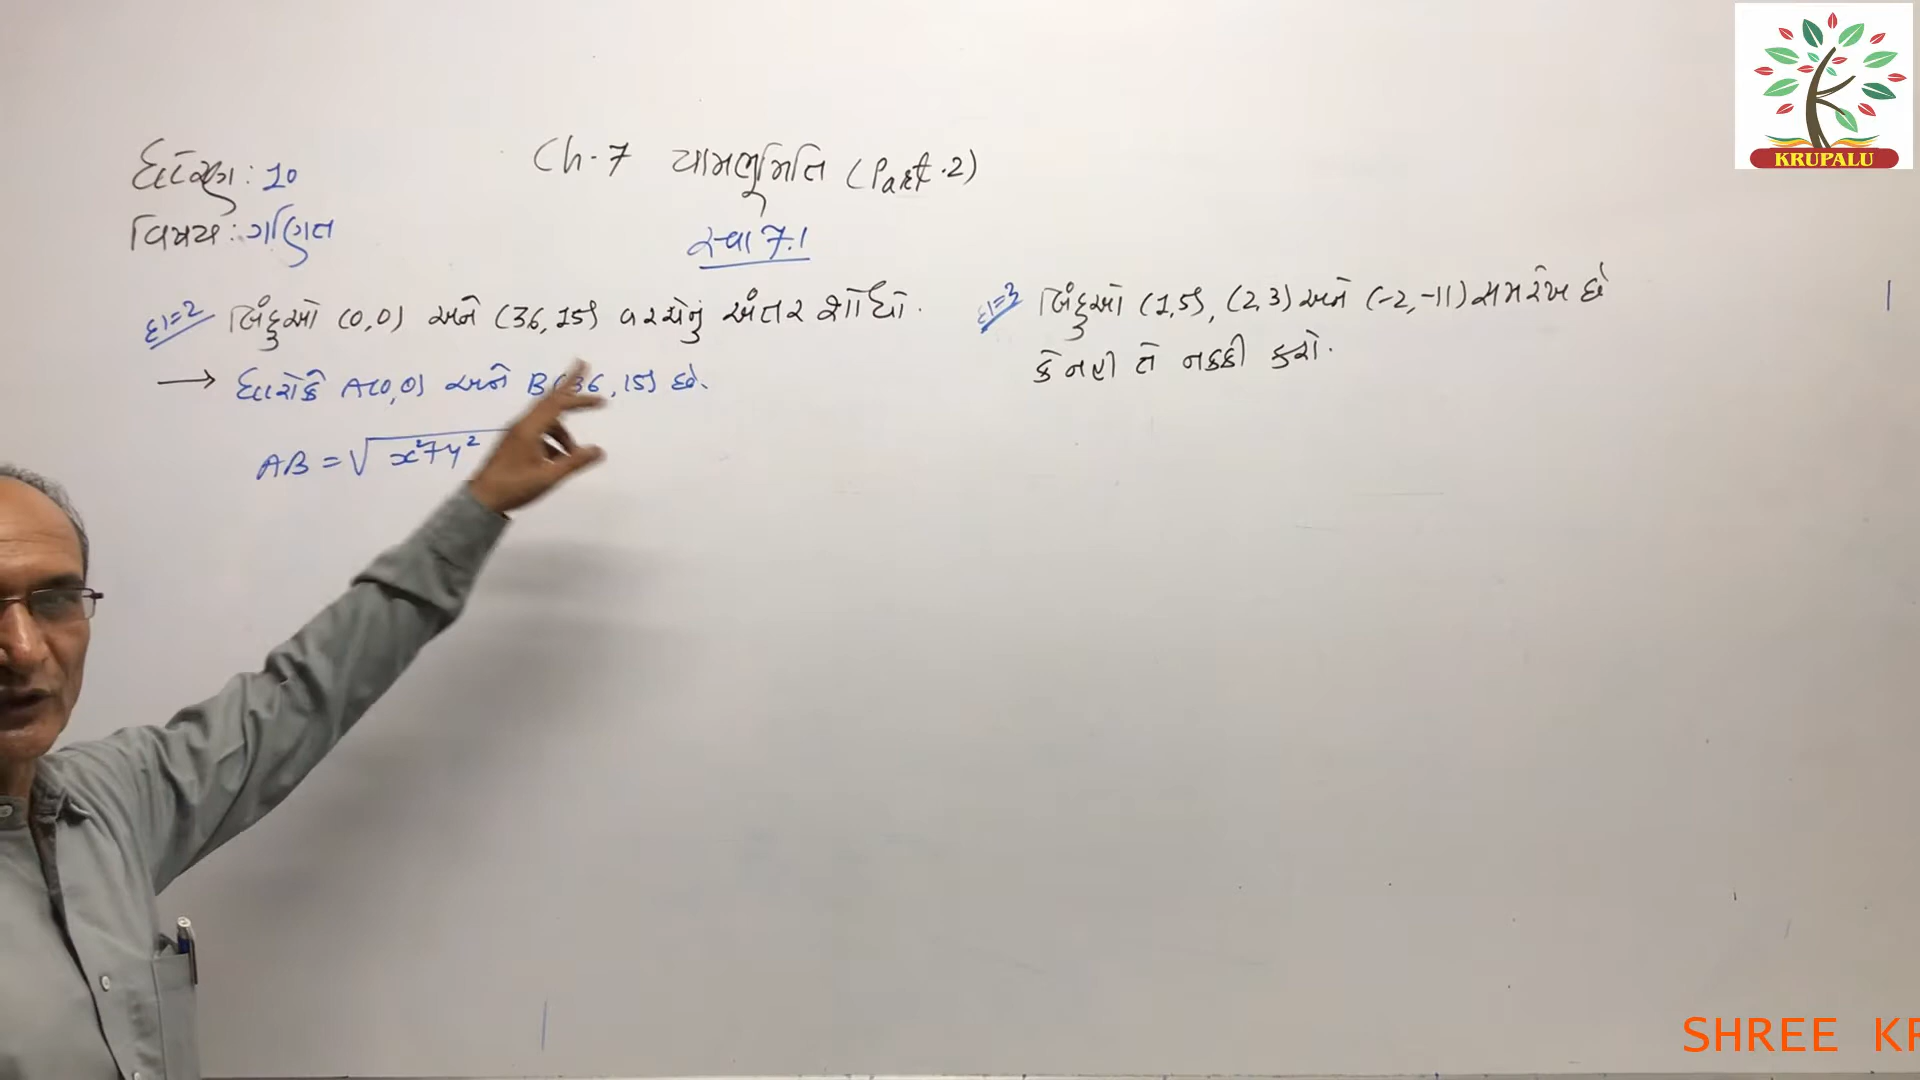 ધોરણ : 10
વિષય : ગણિત
Ch-7 યામભૂમિતિ (Part.2)
સ્વા 7.1
દા=2 બિંદુઓ (0,0) અને (36,15) વચ્ચેનું અંતર શોધો.
→ ધારોકે A(0,0) અને B(36,15) છે.
AB = √x²+y²
દા=3 બિંદુઓ (1,5), (2,3) અને (-2,-11) સમરેખ છે
કે નહી તે નક્કી કરો.
KRUPALU
SHREE KR